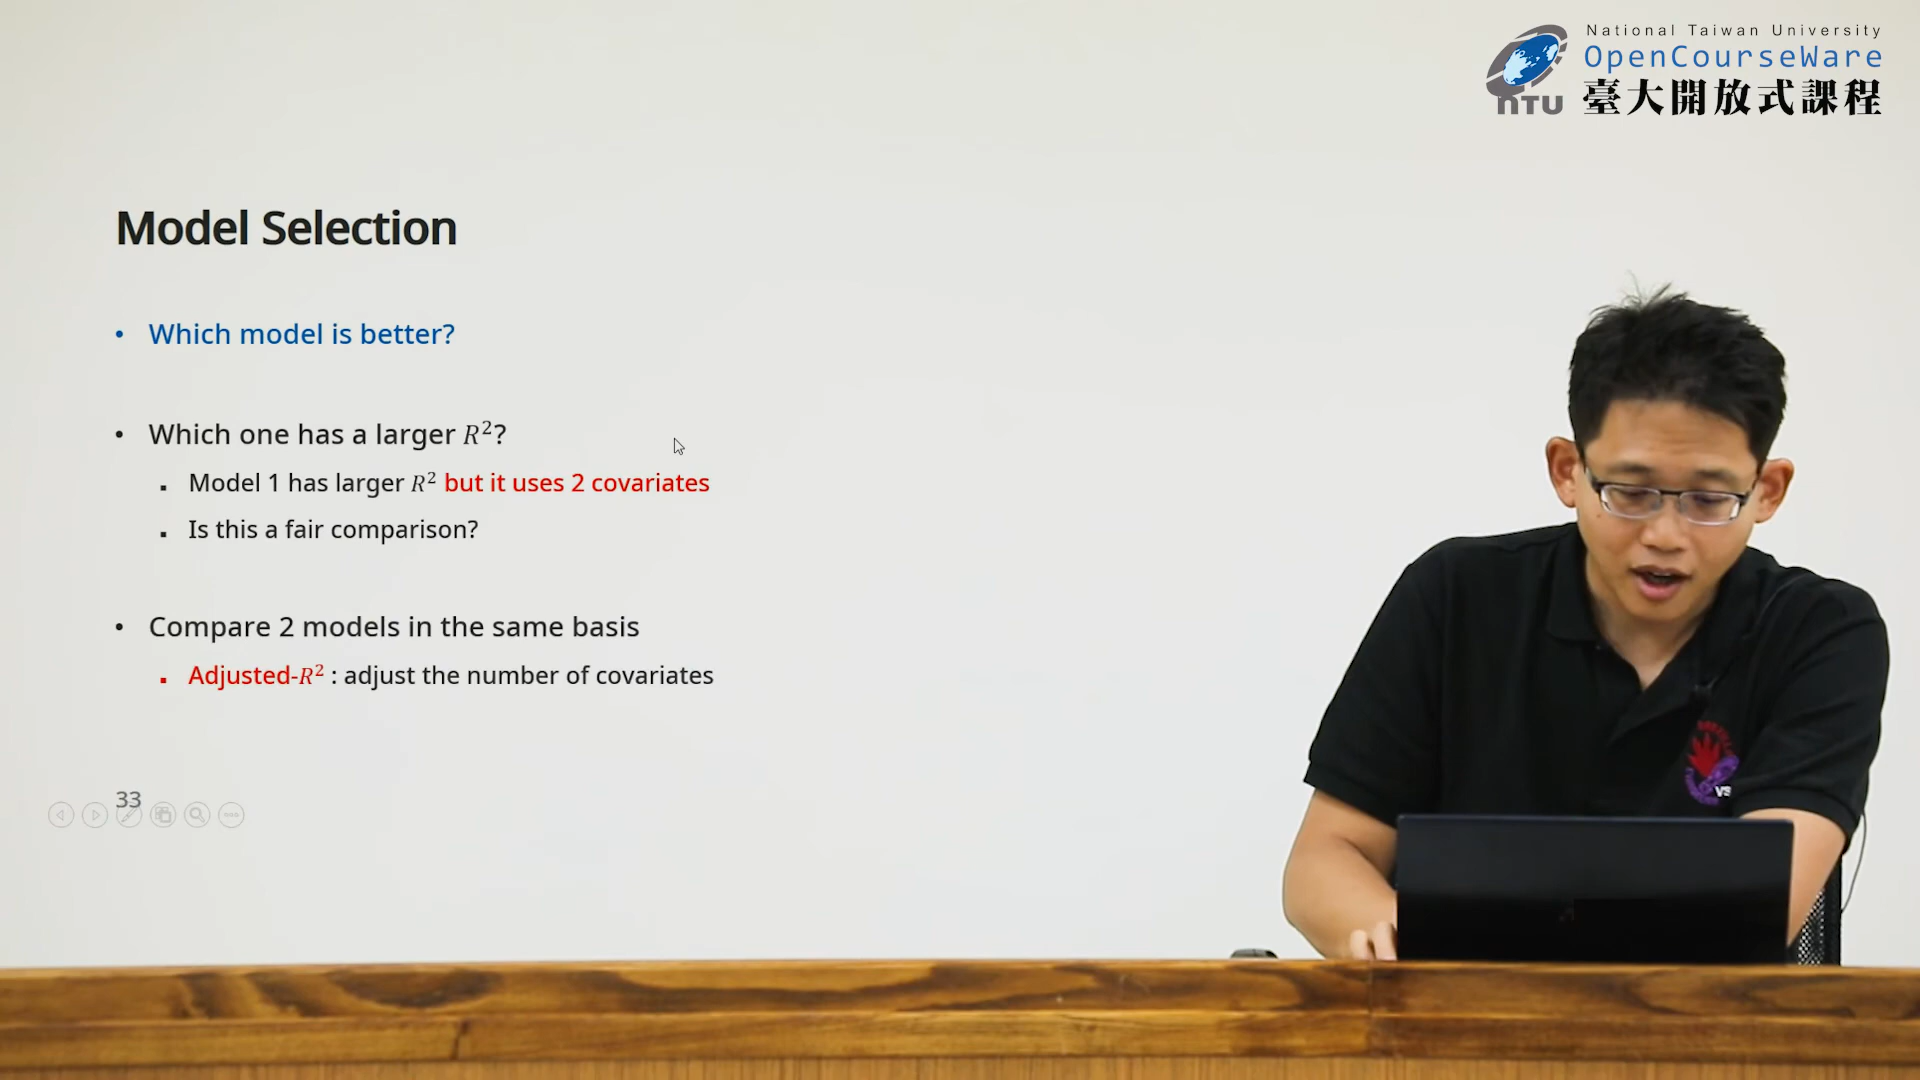 National Taiwan University
OpenCourseWare
NTU 臺大開放式課程
Model Selection
• Which model is better?
• Which one has a larger R²?
▪ Model 1 has larger R² but it uses 2 covariates
▪ Is this a fair comparison?
• Compare 2 models in the same basis
▪ Adjusted-R² : adjust the number of covariates
33
VS